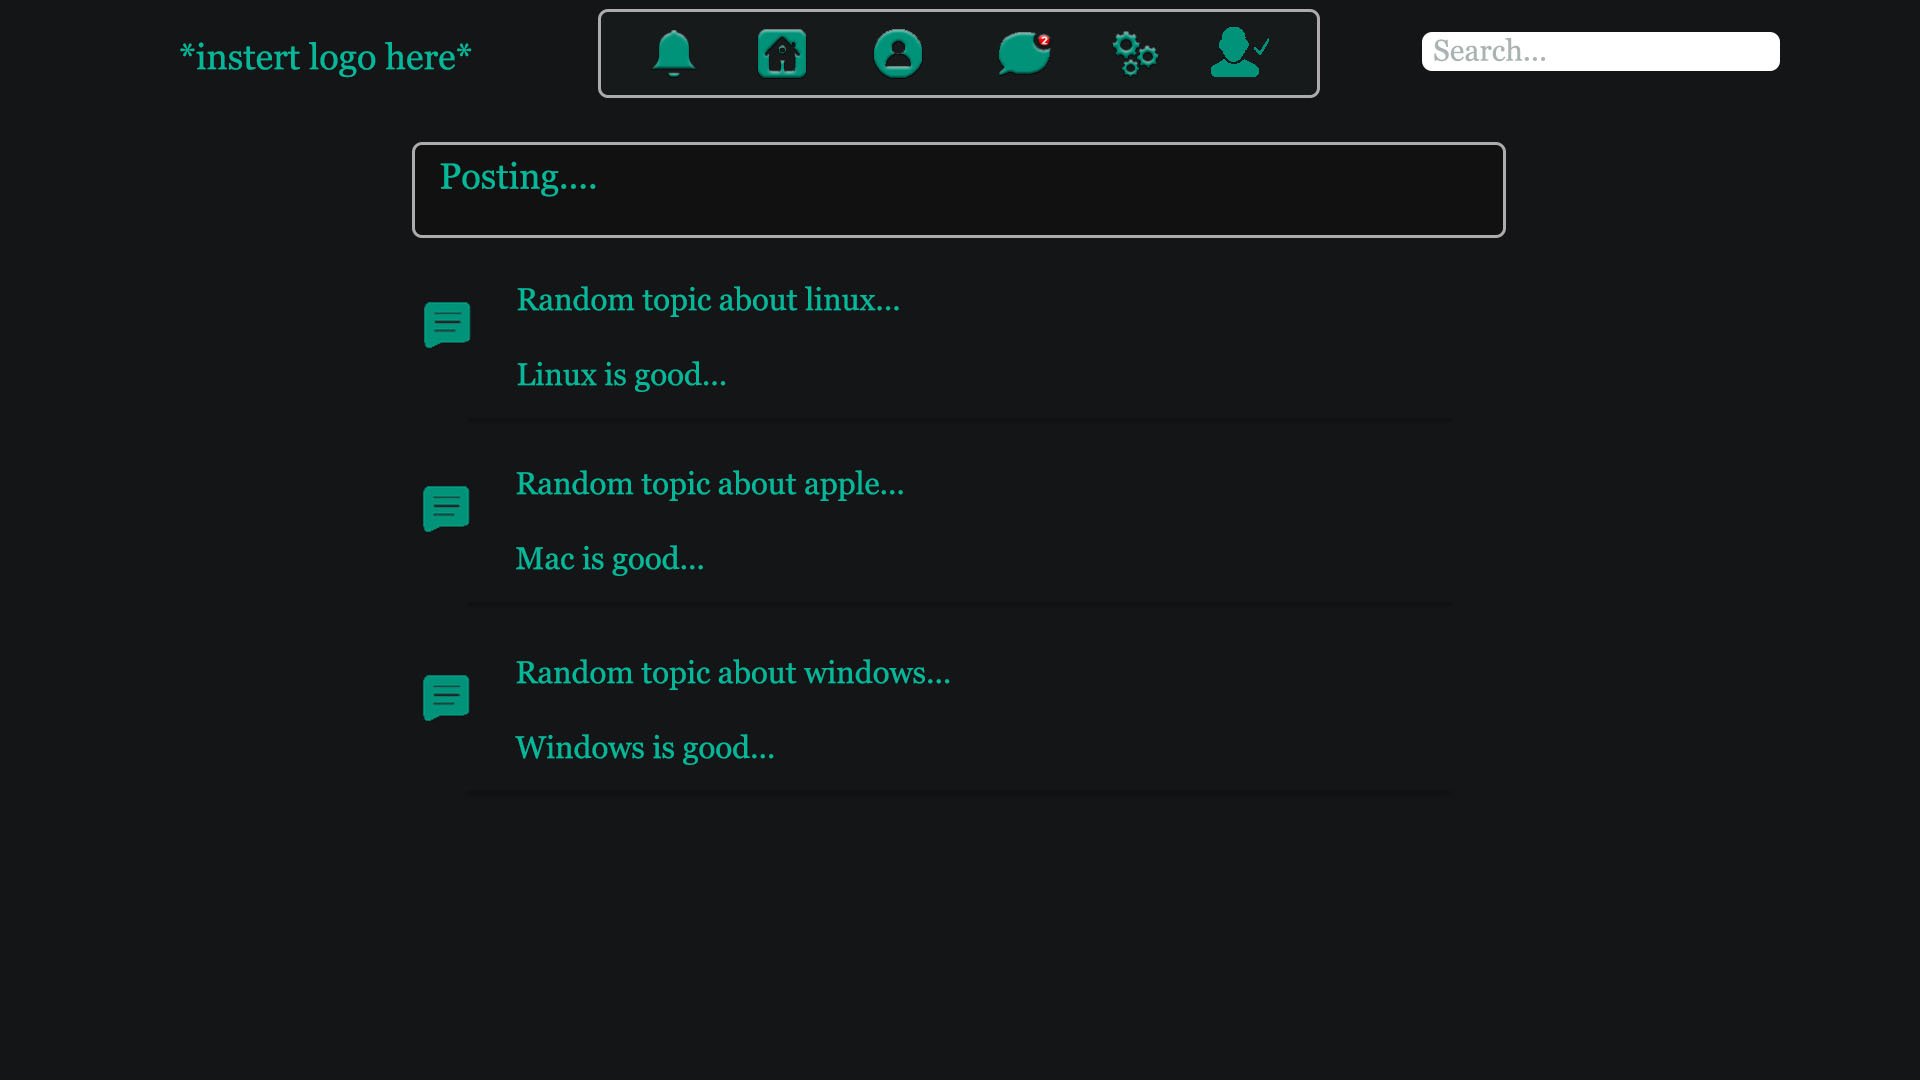 *instert logo here*
2
Search...
Posting....
Random topic about linux...
Linux is good...
Random topic about apple...
Mac is good...
Random topic about windows...
Windows is good...